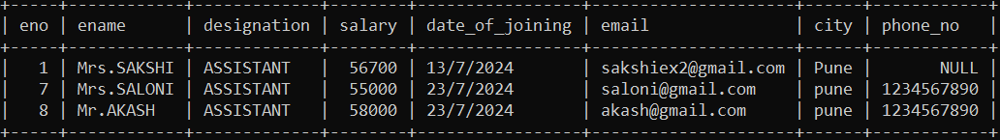 +-----+------------+-------------+--------+-----------------+--------------------+------+------------+
| eno | ename | designation | salary | date_of_joining | email | city | phone_no |
+-----+------------+-------------+--------+-----------------+--------------------+------+------------+
| 1 | Mrs.SAKSHI | ASSISTANT | 56700 | 13/7/2024 | sakshiex2@gmail.com | Pune | NULL |
| 7 | Mrs.SALONI | ASSISTANT | 55000 | 23/7/2024 | saloni@gmail.com | pune | 1234567890 |
| 8 | Mr.AKASH | ASSISTANT | 58000 | 23/7/2024 | akash@gmail.com | pune | 1234567890 |
+-----+------------+-------------+--------+-----------------+--------------------+------+------------+